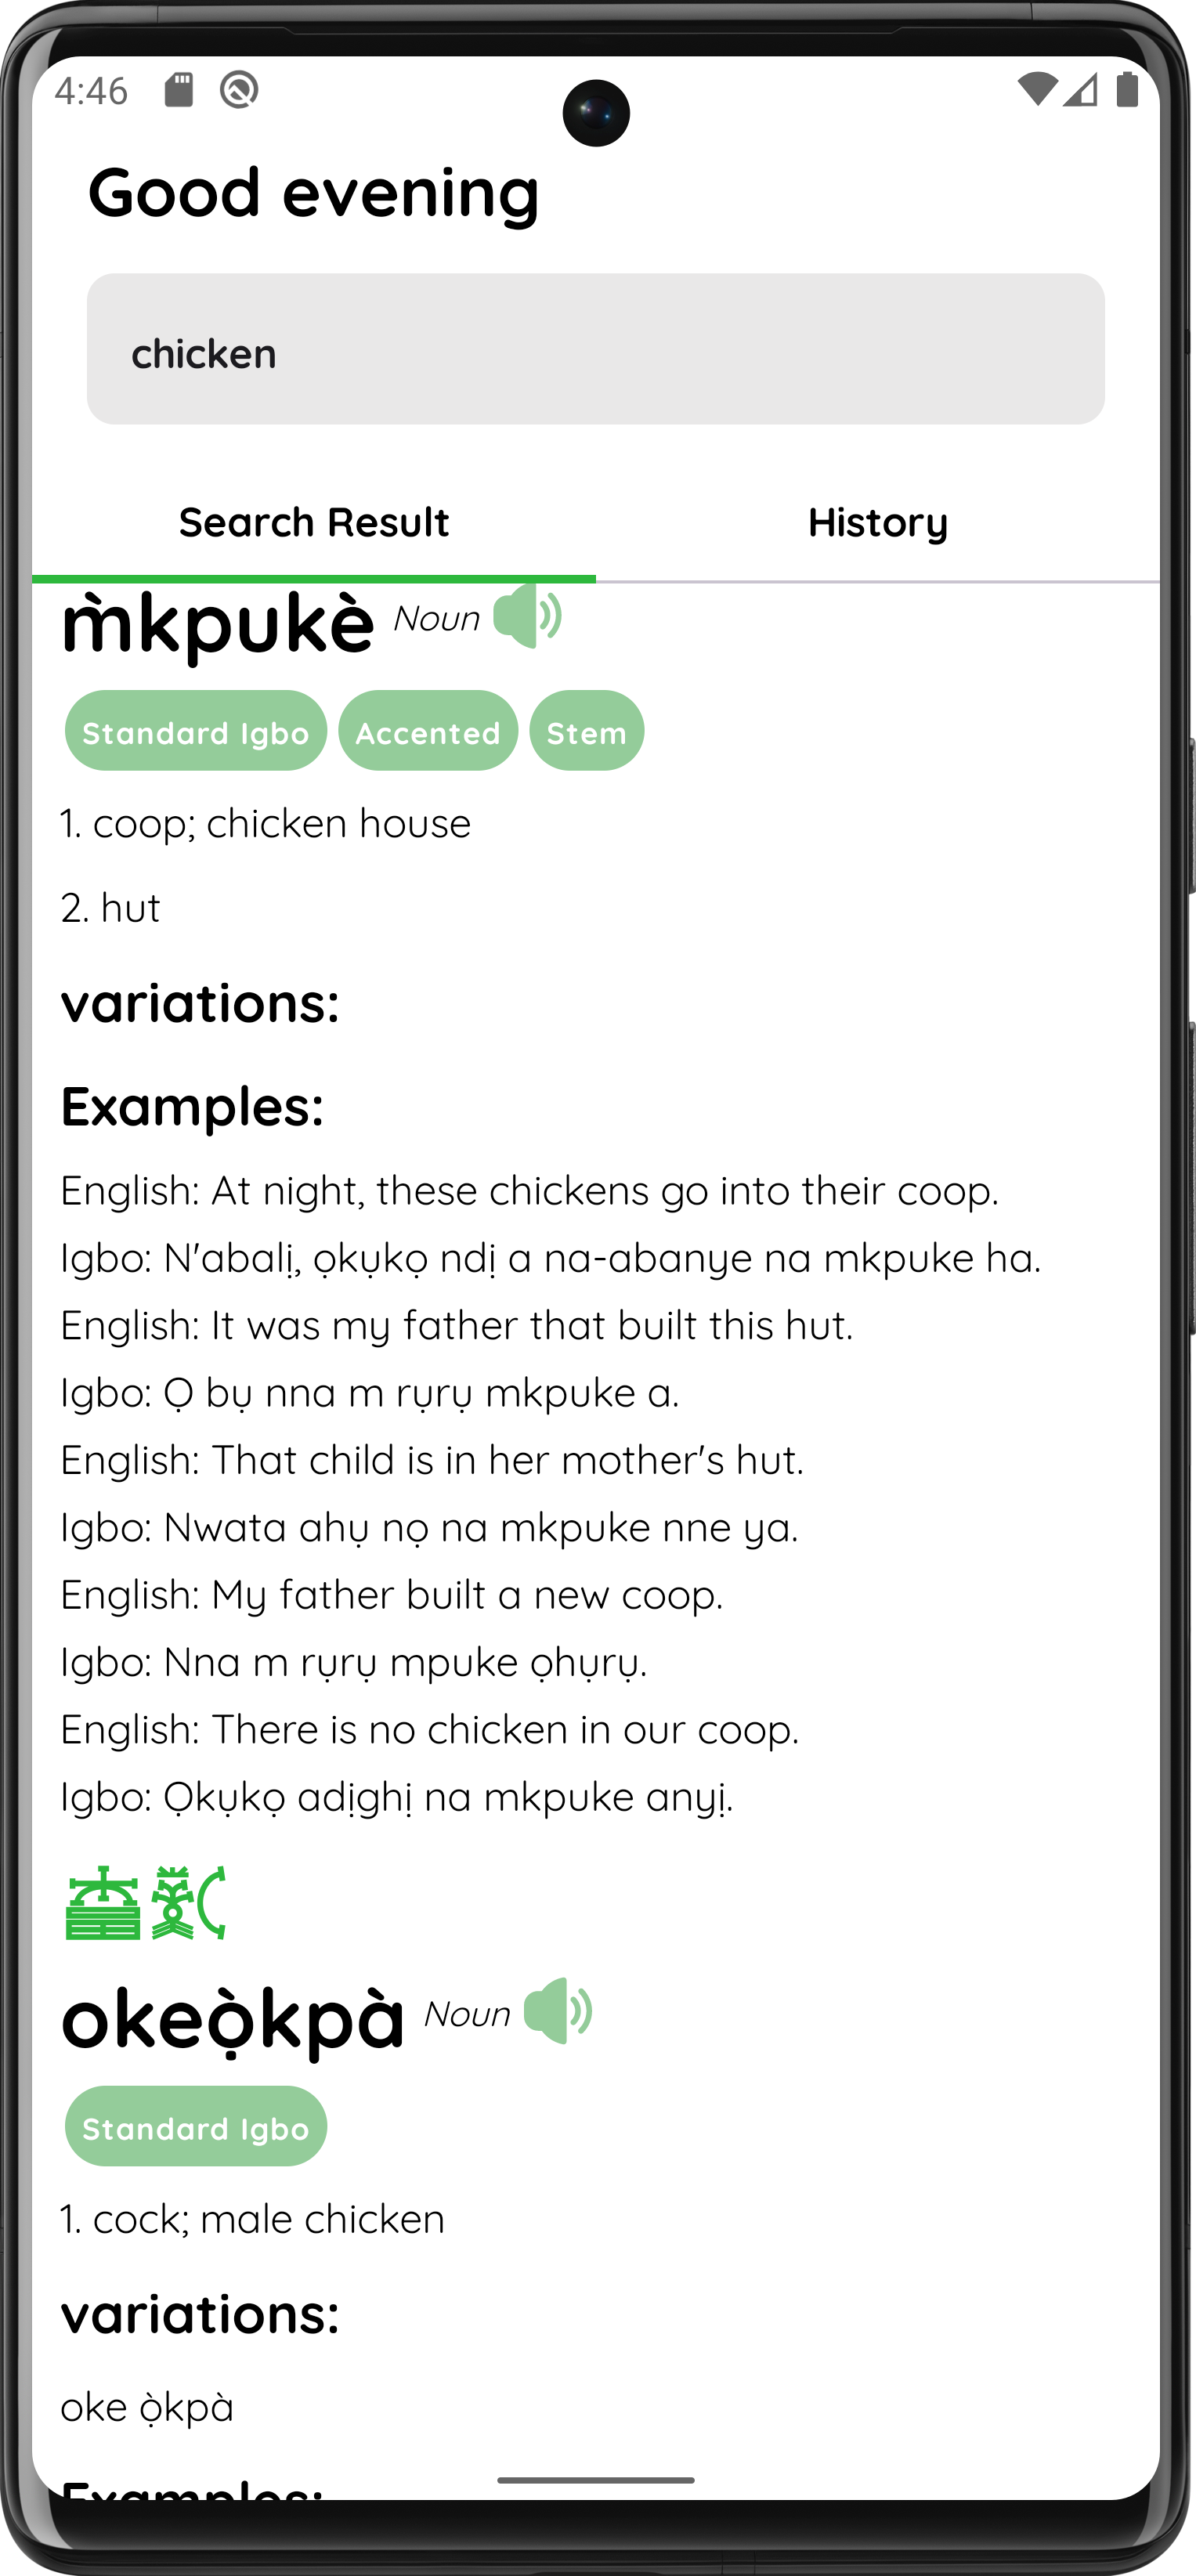 4:46
Good evening
chicken
Search Result History
m̀kpukè Noun
Standard Igbo Accented Stem
1. coop; chicken house
2. hut
variations:
Examples:
English: At night, these chickens go into their coop.
Igbo: N'abalị, ọkụkọ ndị a na-abanye na mkpuke ha.
English: It was my father that built this hut.
Igbo: Ọ bụ nna m rụrụ mkpuke a.
English: That child is in her mother's hut.
Igbo: Nwata ahụ nọ na mkpuke nne ya.
English: My father built a new coop.
Igbo: Nna m rụrụ mpuke ọhụrụ.
English: There is no chicken in our coop.
Igbo: Ọkụkọ adịghị na mkpuke anyị.
okeọ̀kpà Noun
Standard Igbo
1. cock; male chicken
variations:
oke ọ̀kpà
Examples: